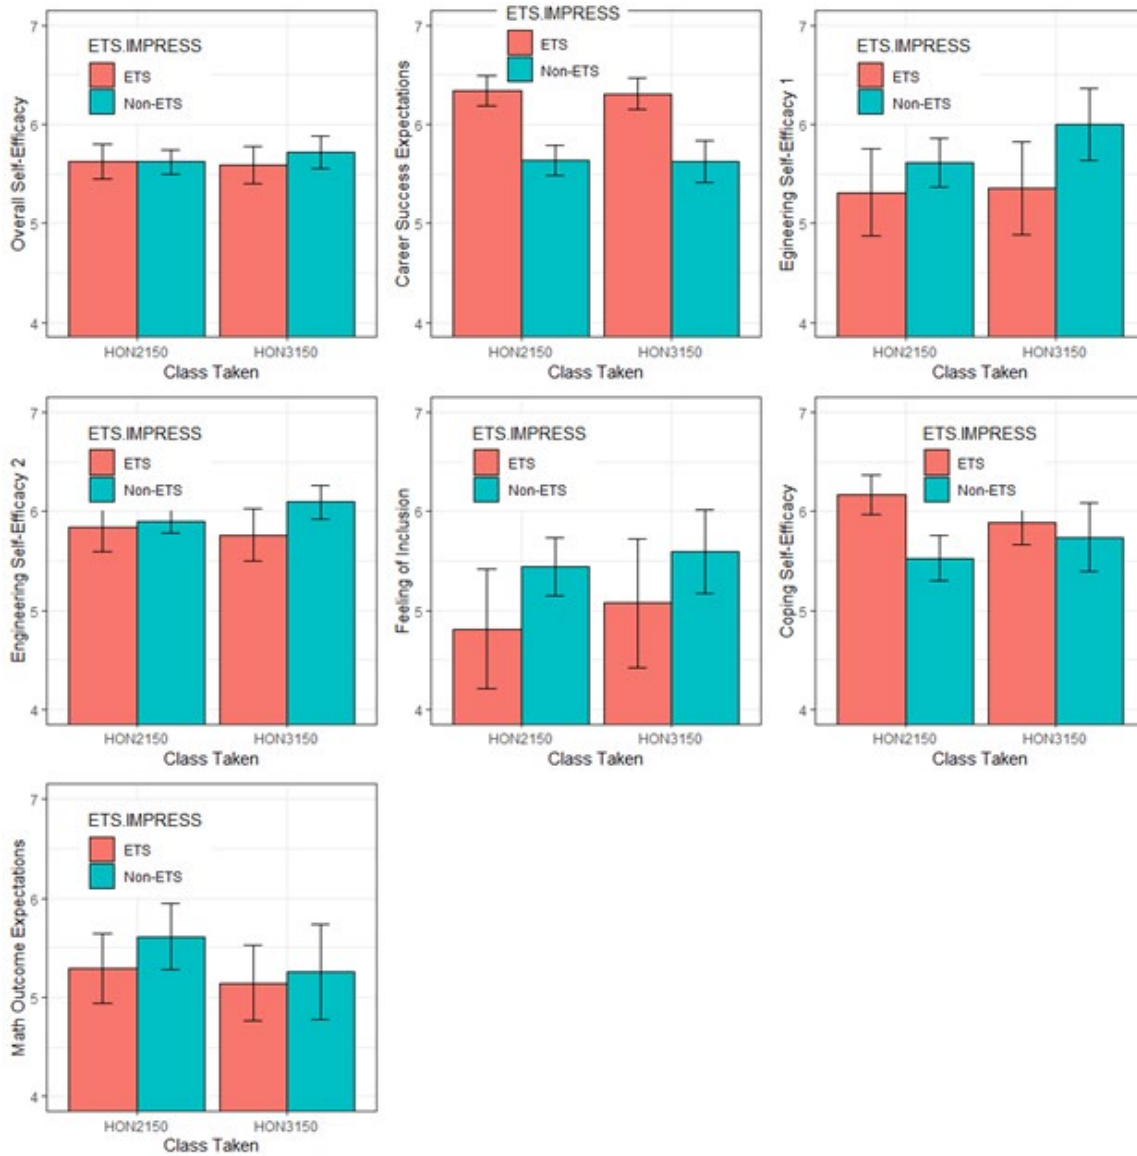 ETS.IMPRESS
ETS
Non-ETS
7
6
5
4
Overall Self-Efficacy
HON2150
HON3150
Class Taken
ETS.IMPRESS
ETS
Non-ETS
7
6
5
4
Career Success Expectations
HON2150
HON3150
Class Taken
ETS.IMPRESS
ETS
Non-ETS
7
6
5
4
Egineering Self-Efficacy 1
HON2150
HON3150
Class Taken
ETS.IMPRESS
ETS
Non-ETS
7
6
5
4
Engineering Self-Efficacy 2
HON2150
HON3150
Class Taken
ETS.IMPRESS
ETS
Non-ETS
7
6
5
4
Feeling of Inclusion
HON2150
HON3150
Class Taken
ETS.IMPRESS
ETS
Non-ETS
7
6
5
4
Coping Self-Efficacy
HON2150
HON3150
Class Taken
ETS.IMPRESS
ETS
Non-ETS
7
6
5
4
Math Outcome Expectations
HON2150
HON3150
Class Taken